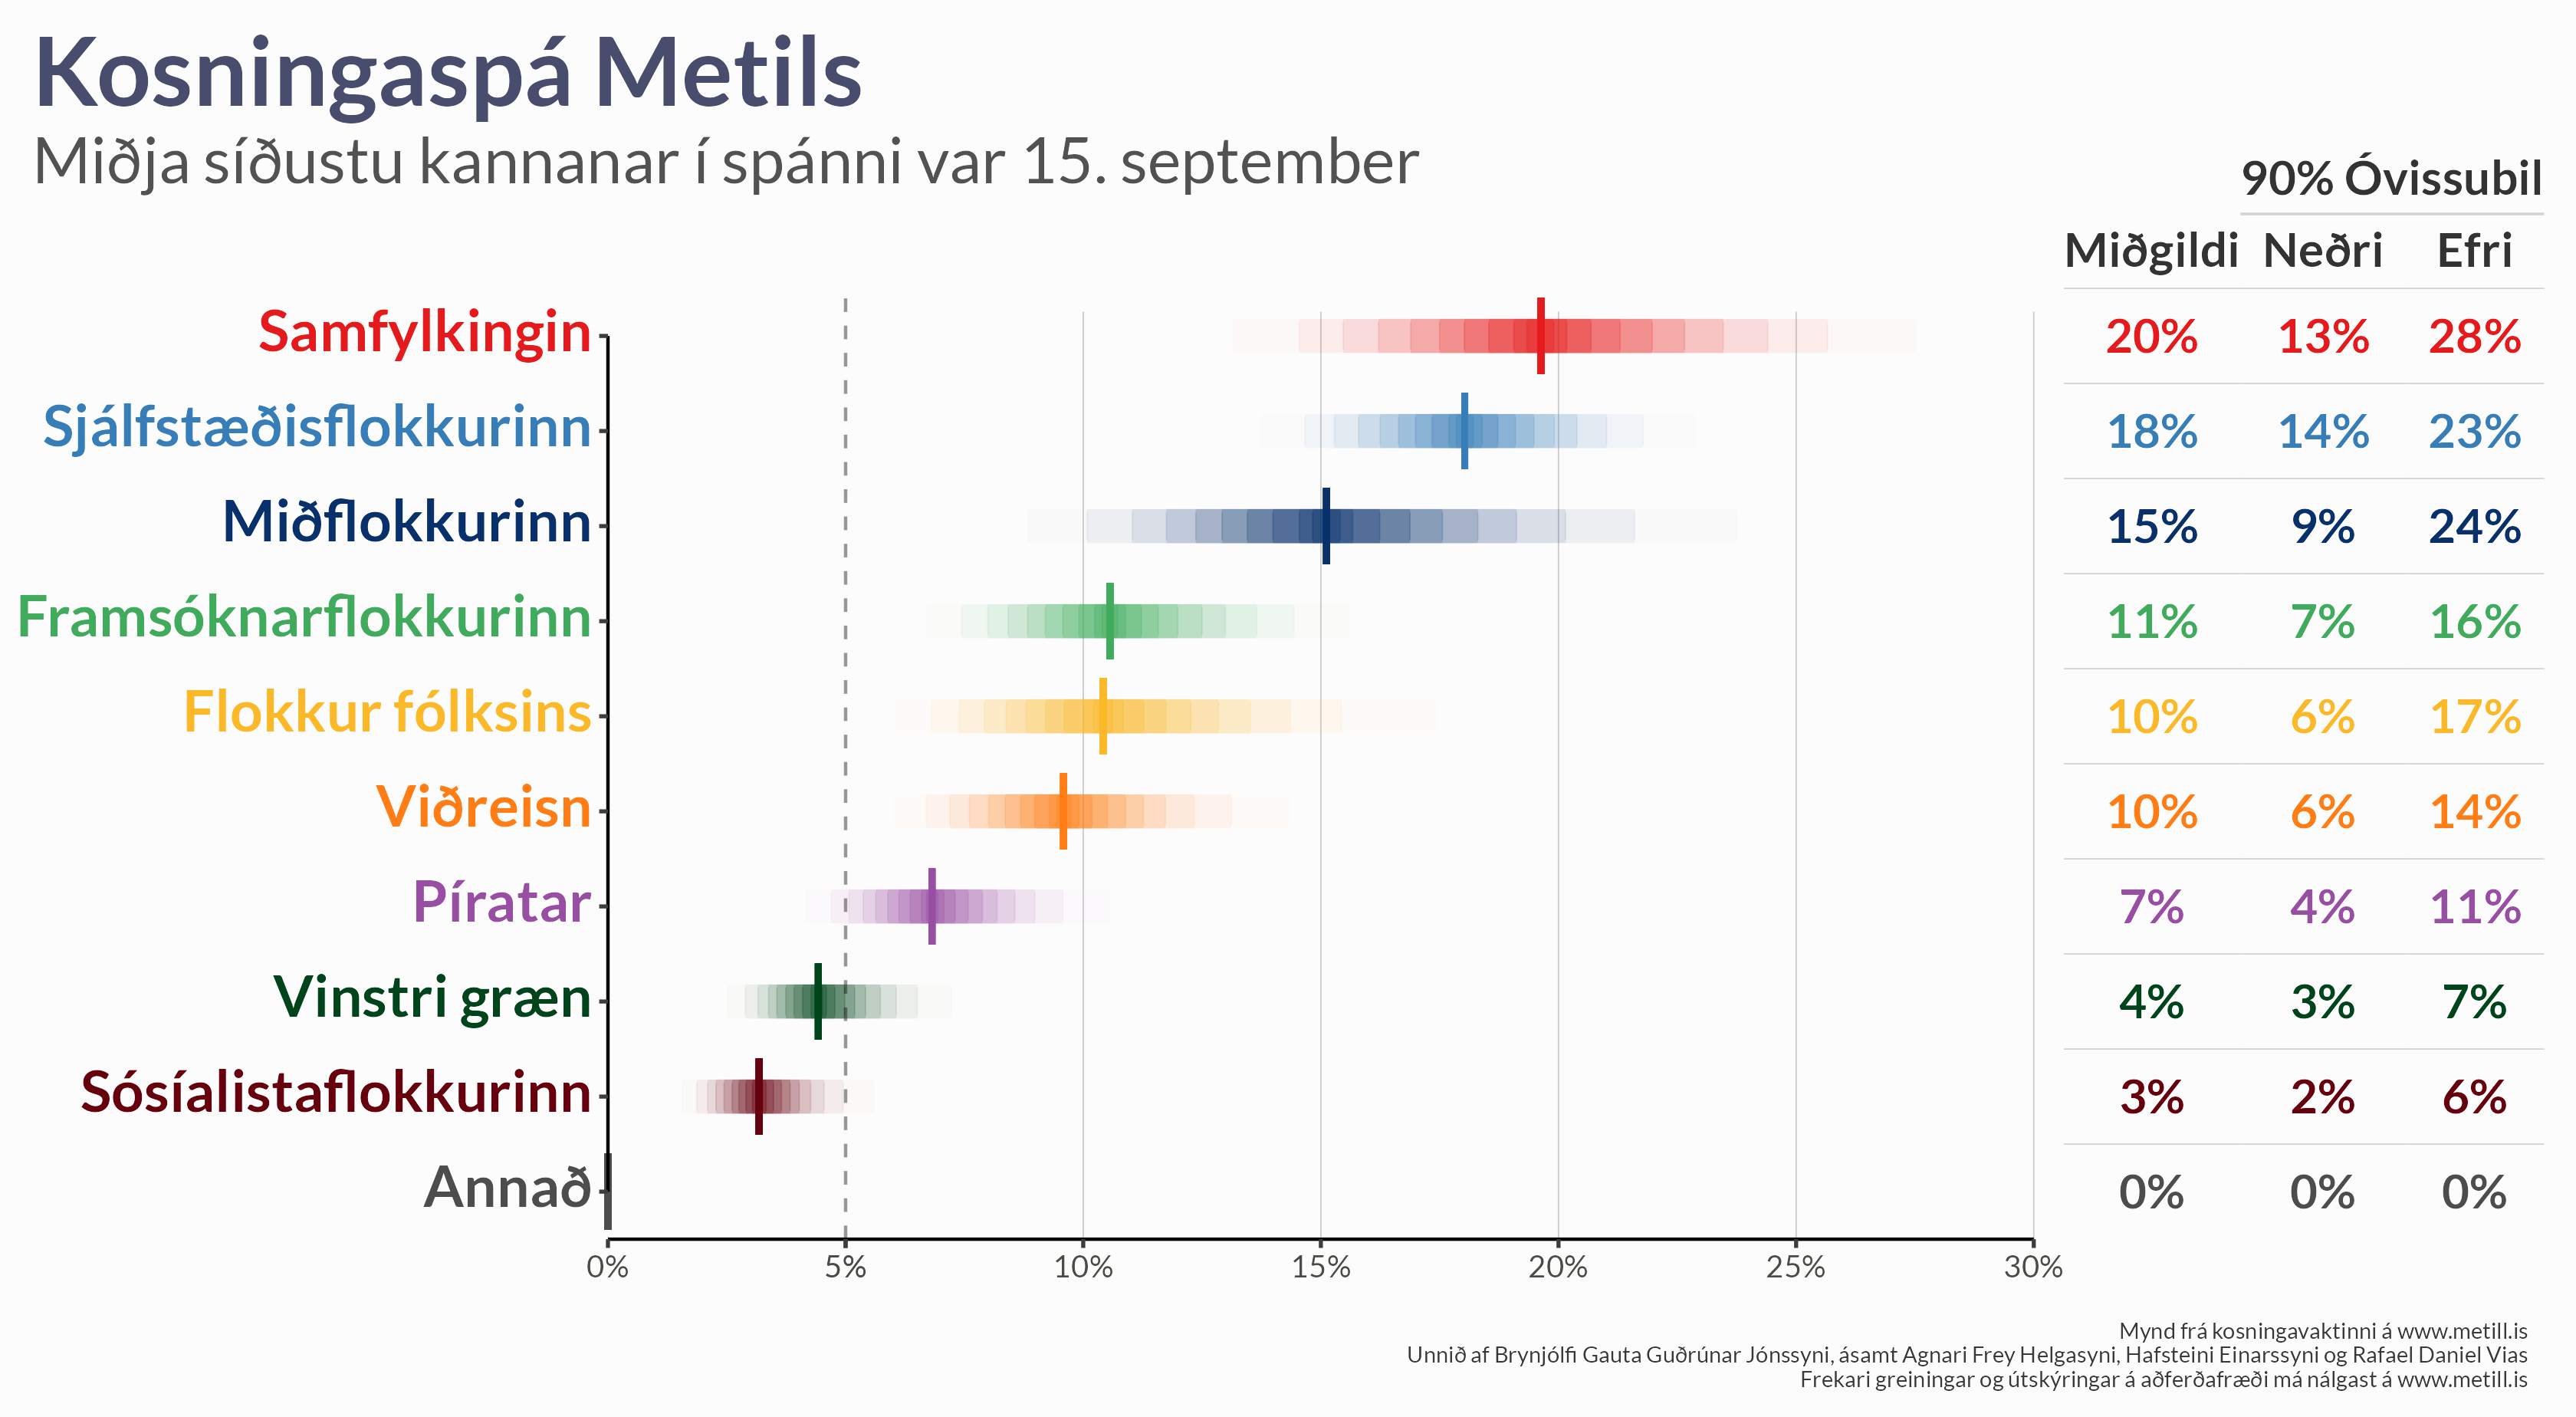 Kosningaspá Metils
Miðja síðustu kannanar í spánni var 15. september
90% Óvissubil
Miðgildi Neðri Efri
Samfylkingin 20% 13% 28%
Sjálfstæðisflokkurinn 18% 14% 23%
Miðflokkurinn 15% 9% 24%
Framsóknarflokkurinn 11% 7% 16%
Flokkur fólksins 10% 6% 17%
Viðreisn 10% 6% 14%
Píratar 7% 4% 11%
Vinstri græn 4% 3% 7%
Sósíalistaflokkurinn 3% 2% 6%
Annað 0% 0% 0%
0% 5% 10% 15% 20% 25% 30%
Mynd frá kosningavaktinni á www.metill.is
Unnið af Brynjólfi Gauta Guðrúnar Jónssyni, ásamt Agnari Frey Helgasyni, Hafsteini Einarssyni og Rafael Daniel Vias
Frekari greiningar og útskýringar á aðferðafræði má nálgast á www.metill.is